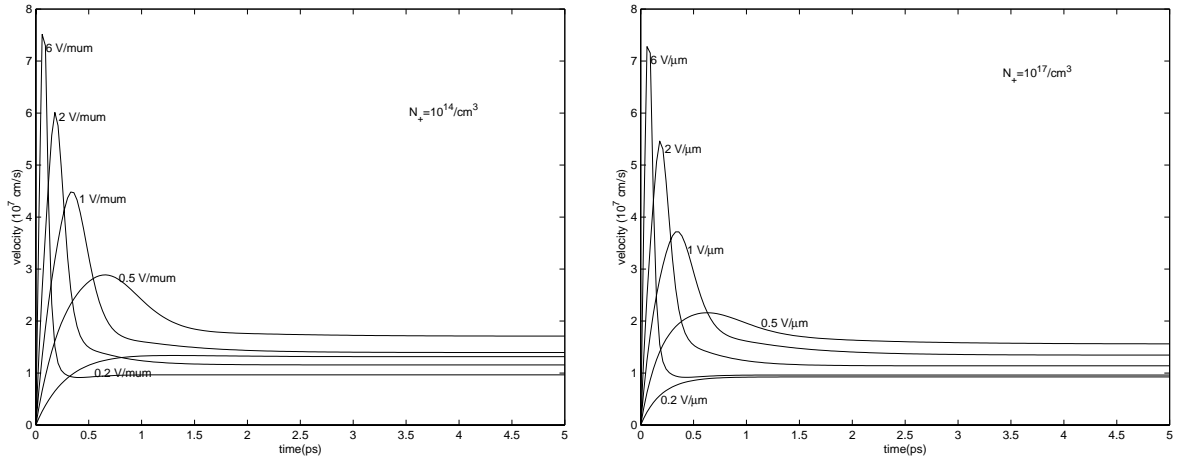 8
7
6
5
4
3
2
1
0
velocity (10^7 cm/s)
6 V/mum
2 V/mum
1 V/mum
0.5 V/mum
0.2 V/mum
N_+=10^14/cm^3
0 0.5 1 1.5 2 2.5 3 3.5 4 4.5 5
time(ps)
8
7
6
5
4
3
2
1
0
velocity (10^7 cm/s)
6 V/μm
2 V/μm
1 V/μm
0.5 V/μm
0.2 V/μm
N_+=10^17/cm^3
0 0.5 1 1.5 2 2.5 3 3.5 4 4.5 5
time(ps)